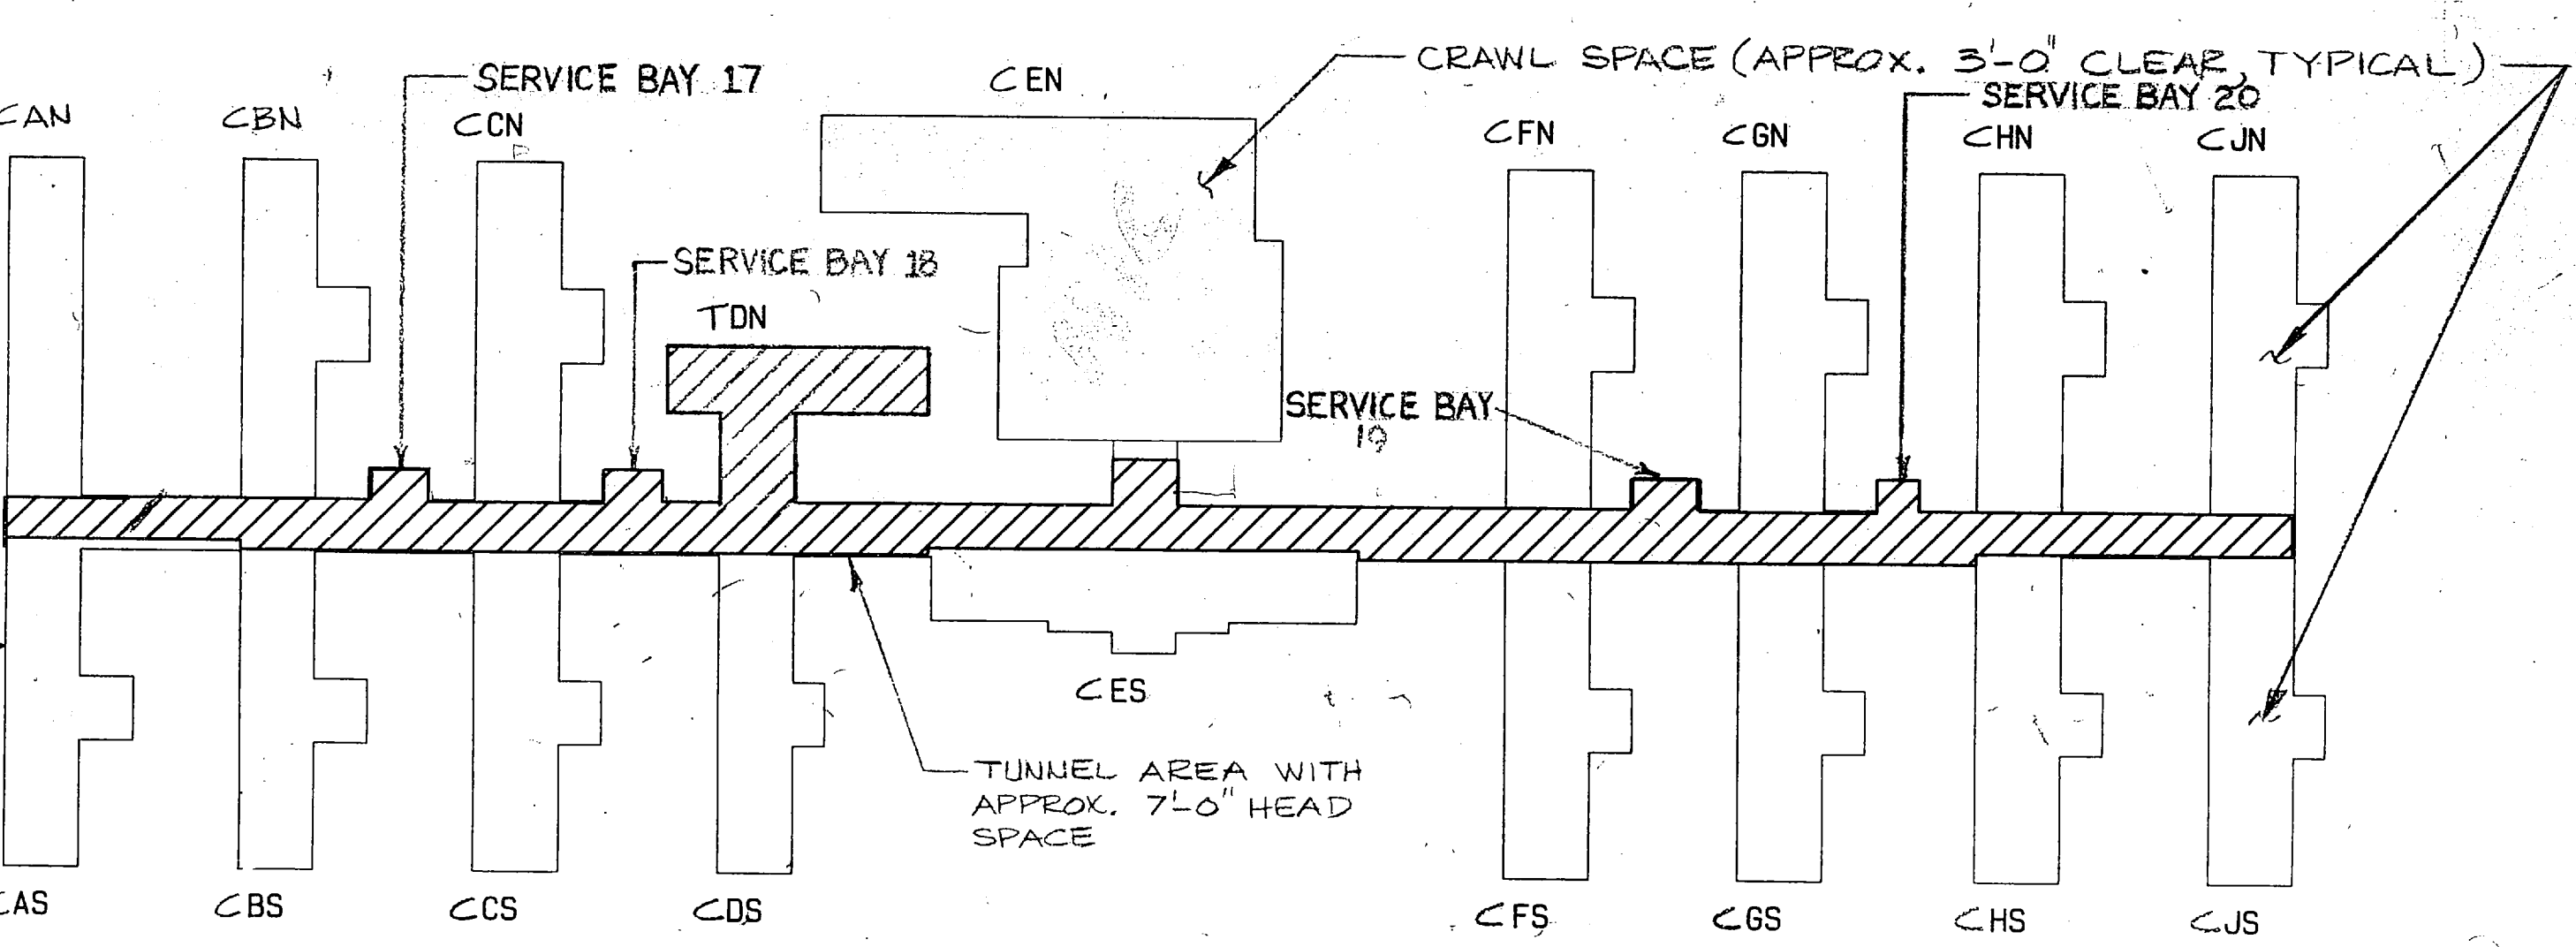 CRAWL SPACE (APPROX. 3'-0" CLEAR, TYPICAL)
SERVICE BAY 17
CEN
SERVICE BAY 20
CAN
CBN
CCN
CFN
CGN
CHN
CJN
SERVICE BAY 18
TDN
SERVICE BAY
19
CES
TUNNEL AREA WITH
APPROX. 7'-0" HEAD
SPACE
CAS
CBS
CCS
CDS
CFS
CGS
CHS
CJS